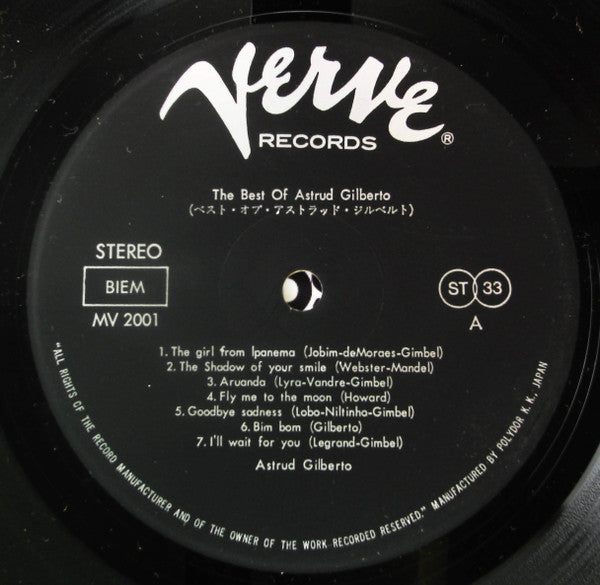 Verve
RECORDS ®
The Best Of Astrud Gilberto
(ベスト・オブ・アストラッド・ジルベルト)
STEREO
BIEM
MV 2001
ST 33
A
1. The girl from Ipanema (Jobim-deMoraes-Gimbel)
2. The Shadow of your smile (Webster-Mandel)
3. Aruanda (Lyra-Vandre-Gimbel)
4. Fly me to the moon (Howard)
5. Goodbye sadness (Lobo-Niltinho-Gimbel)
6. Bim bom (Gilberto)
7. I'll wait for you (Legrand-Gimbel)
Astrud Gilberto
"ALL RIGHTS OF THE RECORD MANUFACTURER AND OF THE OWNER OF THE WORK RECORDED RESERVED." MANUFACTURED BY POLYDOR K.K., JAPAN